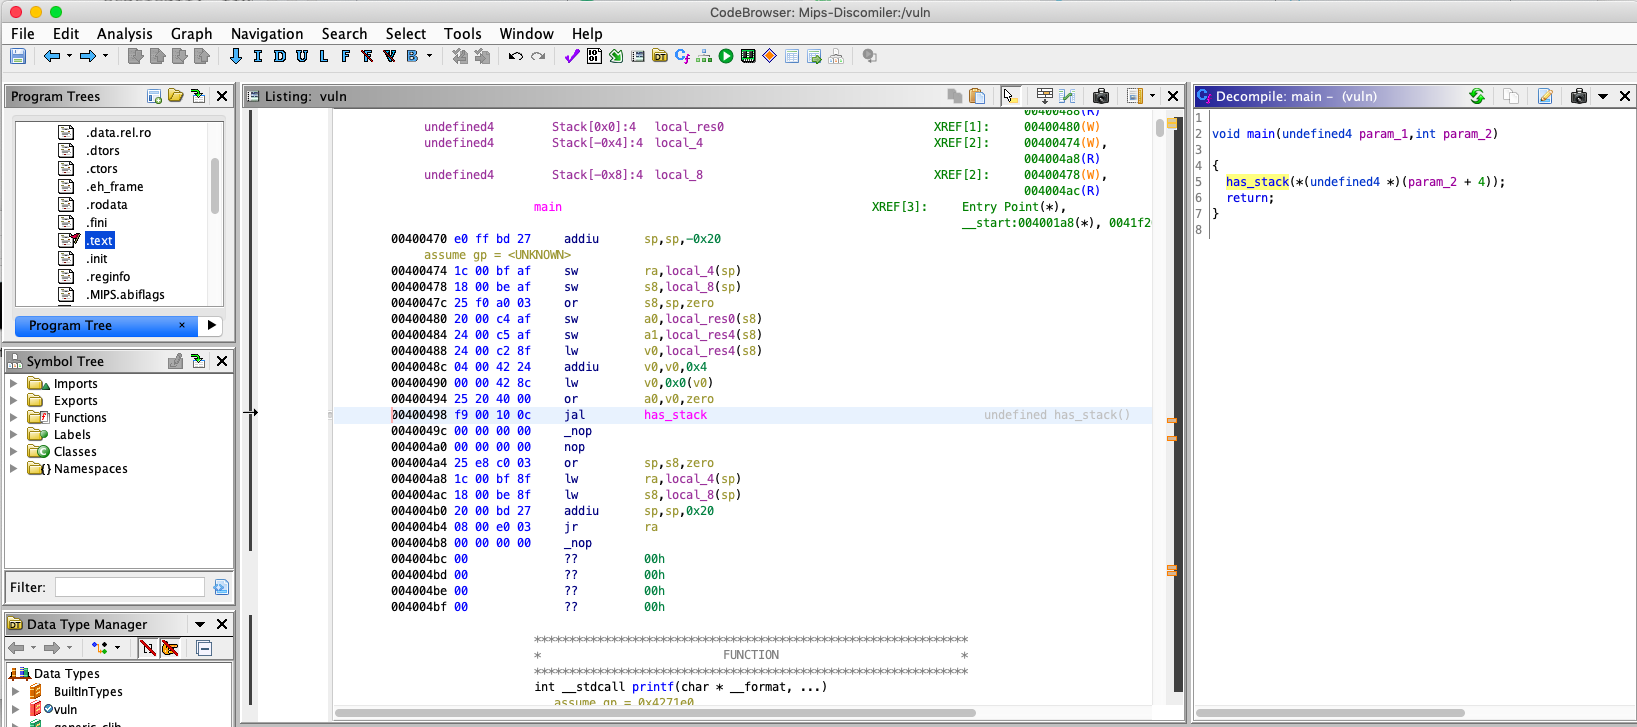 CodeBrowser: Mips-Discomiler:/vuln
File Edit Analysis Graph Navigation Search Select Tools Window Help
I D U L F R V B
Program Trees
.data.rel.ro
.dtors
.ctors
.eh_frame
.rodata
.fini
.text
.init
.reginfo
.MIPS.abiflags
Program Tree ×
Symbol Tree
Imports
Exports
Functions
Labels
Classes
Namespaces
Filter:
Data Type Manager
Data Types
BuiltInTypes
vuln
generic_clib
Listing: vuln
00400488(R)
undefined4 Stack[0x0]:4 local_res0 XREF[1]: 00400480(W)
undefined4 Stack[-0x4]:4 local_4 XREF[2]: 00400474(W),
004004a8(R)
undefined4 Stack[-0x8]:4 local_8 XREF[2]: 00400478(W),
004004ac(R)
main XREF[3]: Entry Point(*),
__start:004001a8(*), 0041f2
00400470 e0 ff bd 27 addiu sp,sp,-0x20
assume gp = <UNKNOWN>
00400474 1c 00 bf af sw ra,local_4(sp)
00400478 18 00 be af sw s8,local_8(sp)
0040047c 25 f0 a0 03 or s8,sp,zero
00400480 20 00 c4 af sw a0,local_res0(s8)
00400484 24 00 c5 af sw a1,local_res4(s8)
00400488 24 00 c2 8f lw v0,local_res4(s8)
0040048c 04 00 42 24 addiu v0,v0,0x4
00400490 00 00 42 8c lw v0,0x0(v0)
00400494 25 20 40 00 or a0,v0,zero
00400498 f9 00 10 0c jal has_stack undefined has_stack()
0040049c 00 00 00 00 _nop
004004a0 00 00 00 00 nop
004004a4 25 e8 c0 03 or sp,s8,zero
004004a8 1c 00 bf 8f lw ra,local_4(sp)
004004ac 18 00 be 8f lw s8,local_8(sp)
004004b0 20 00 bd 27 addiu sp,sp,0x20
004004b4 08 00 e0 03 jr ra
004004b8 00 00 00 00 _nop
004004bc 00 ?? 00h
004004bd 00 ?? 00h
004004be 00 ?? 00h
004004bf 00 ?? 00h
**************************************************************
* FUNCTION *
**************************************************************
int __stdcall printf(char * __format, ...)
assume gp = 0x4271e0
Decompile: main - (vuln)
1
2 void main(undefined4 param_1,int param_2)
3
4 {
5 has_stack(*(undefined4 *)(param_2 + 4));
6 return;
7 }
8